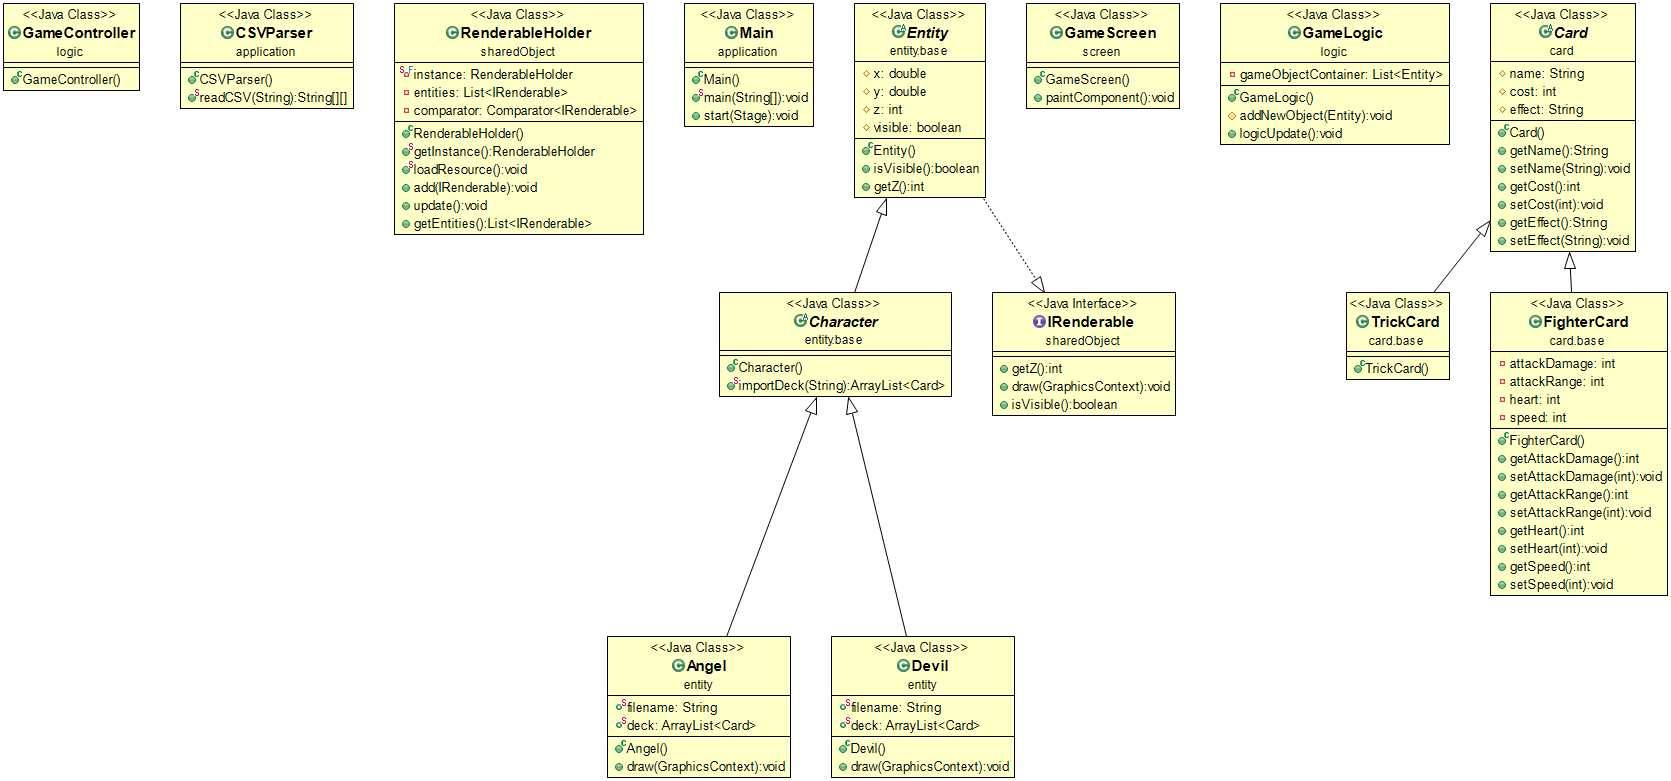 <<Java Class>>
GameController
logic
GameController()
<<Java Class>>
CSVParser
application
CSVParser()
readCSV(String):String[][]
<<Java Class>>
RenderableHolder
sharedObject
instance: RenderableHolder
entities: List<IRenderable>
comparator: Comparator<IRenderable>
RenderableHolder()
getInstance():RenderableHolder
loadResource():void
add(IRenderable):void
update():void
getEntities():List<IRenderable>
<<Java Class>>
Main
application
Main()
main(String[]):void
start(Stage):void
<<Java Class>>
Entity
entity.base
x: double
y: double
z: int
visible: boolean
Entity()
isVisible():boolean
getZ():int
<<Java Class>>
GameScreen
screen
GameScreen()
paintComponent():void
<<Java Class>>
GameLogic
logic
gameObjectContainer: List<Entity>
GameLogic()
addNewObject(Entity):void
logicUpdate():void
<<Java Class>>
Card
card
name: String
cost: int
effect: String
Card()
getName():String
setName(String):void
getCost():int
setCost(int):void
getEffect():String
setEffect(String):void
<<Java Class>>
Character
entity.base
Character()
importDeck(String):ArrayList<Card>
<<Java Interface>>
IRenderable
sharedObject
getZ():int
draw(GraphicsContext):void
isVisible():boolean
<<Java Class>>
TrickCard
card.base
TrickCard()
<<Java Class>>
FighterCard
card.base
attackDamage: int
attackRange: int
heart: int
speed: int
FighterCard()
getAttackDamage():int
setAttackDamage(int):void
getAttackRange():int
setAttackRange(int):void
getHeart():int
setHeart(int):void
getSpeed():int
setSpeed(int):void
<<Java Class>>
Angel
entity
filename: String
deck: ArrayList<Card>
Angel()
draw(GraphicsContext):void
<<Java Class>>
Devil
entity
filename: String
deck: ArrayList<Card>
Devil()
draw(GraphicsContext):void